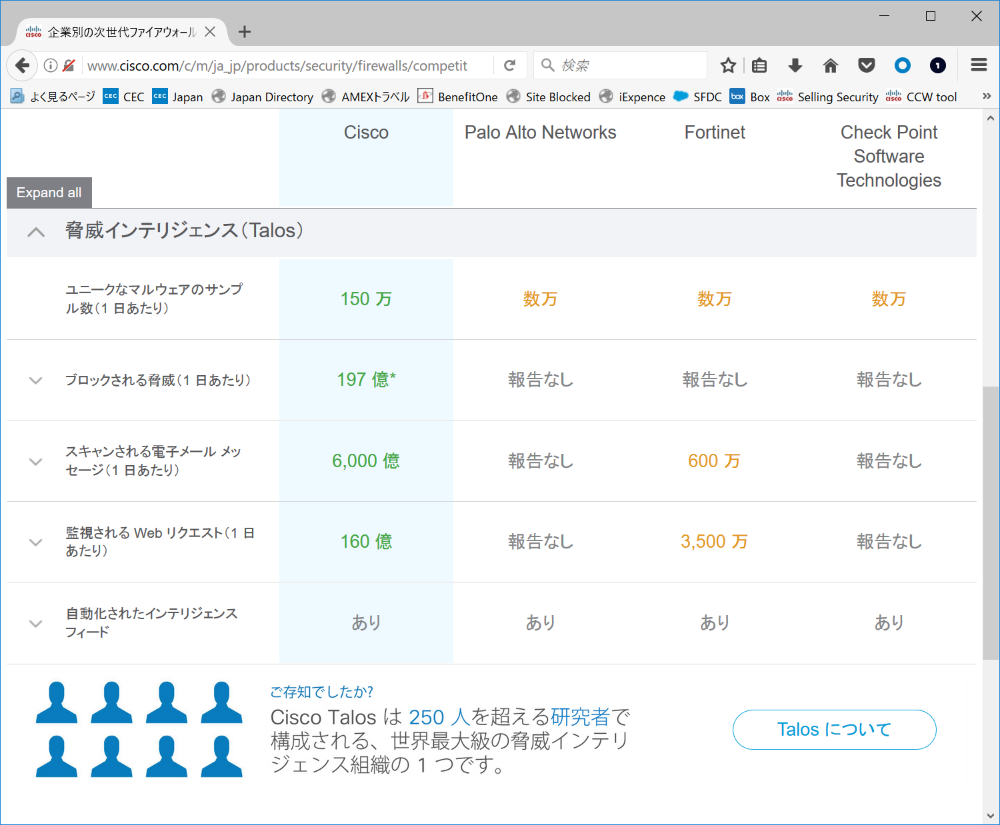 企業別の次世代ファイアウォール
www.cisco.com/c/m/ja_jp/products/security/firewalls/competit
検索
よく見るページ CEC CEC CEC Japan Japan Directory AMEXトラベル BenefitOne Site Blocked iExpence SFDC box Box cisco Selling Security cisco CCW tool »
Cisco
Palo Alto Networks
Fortinet
Check Point
Software
Technologies
Expand all
脅威インテリジェンス（Talos）
ユニークなマルウェアのサンプ
ル数（1 日あたり）
150 万 数万 数万 数万
ブロックされる脅威（1 日あたり） 197 億* 報告なし 報告なし 報告なし
スキャンされる電子メール メッ
セージ（1 日あたり）
6,000 億 報告なし 600 万 報告なし
監視される Web リクエスト（1 日
あたり）
160 億 報告なし 3,500 万 報告なし
自動化されたインテリジェンス
フィード
あり あり あり あり
ご存知でしたか?
Cisco Talos は 250 人を超える研究者で
構成される、世界最大級の脅威インテリ
ジェンス組織の 1 つです。
Talos について